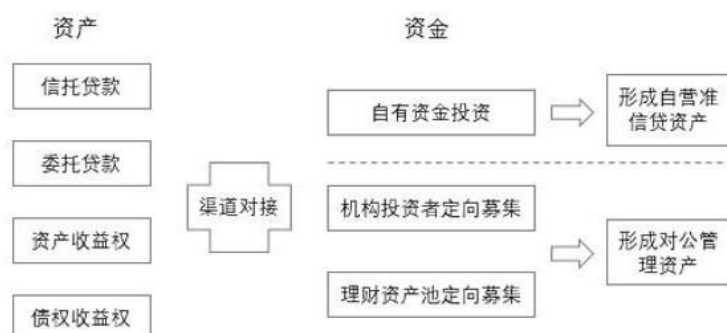 资产
资金
信托贷款
委托贷款
资产收益权
债权收益权
渠道对接
自有资金投资
机构投资者定向募集
理财资产池定向募集
形成自营准
信贷资产
形成对公管
理资产